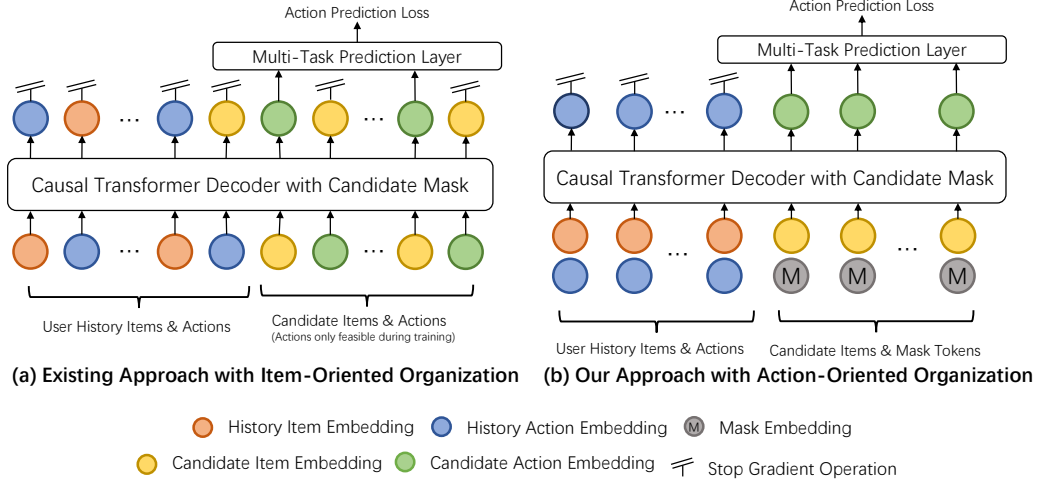 Action Prediction Loss
Multi-Task Prediction Layer
...
...
Causal Transformer Decoder with Candidate Mask
...
...
User History Items & Actions
Candidate Items & Actions
(Actions only feasible during training)
(a) Existing Approach with Item-Oriented Organization
Action Prediction Loss
Multi-Task Prediction Layer
...
Causal Transformer Decoder with Candidate Mask
...
...
M M M
User History Items & Actions
Candidate Items & Mask Tokens
(b) Our Approach with Action-Oriented Organization
History Item Embedding
History Action Embedding
M Mask Embedding
Candidate Item Embedding
Candidate Action Embedding
Stop Gradient Operation